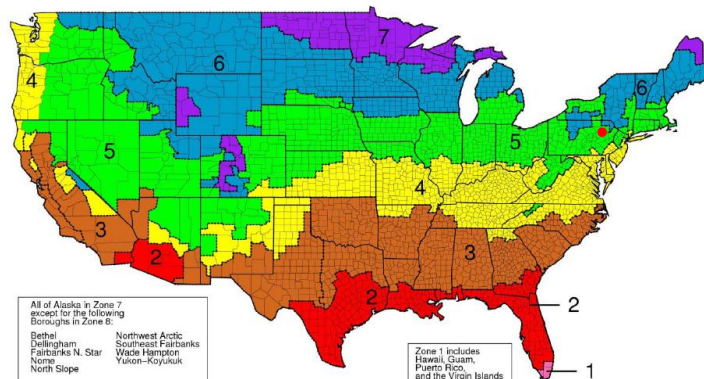 7
6
6
4
5
5
4
3
3
2
2
2
1
All of Alaska in Zone 7
except for the following
Boroughs in Zone 8:
Bethel
Dellingham
Fairbanks N. Star
Nome
North Slope
Northwest Arctic
Southeast Fairbanks
Wade Hampton
Yukon-Koyukuk
Zone 1 includes
Hawaii, Guam,
Puerto Rico,
and the Virgin Islands